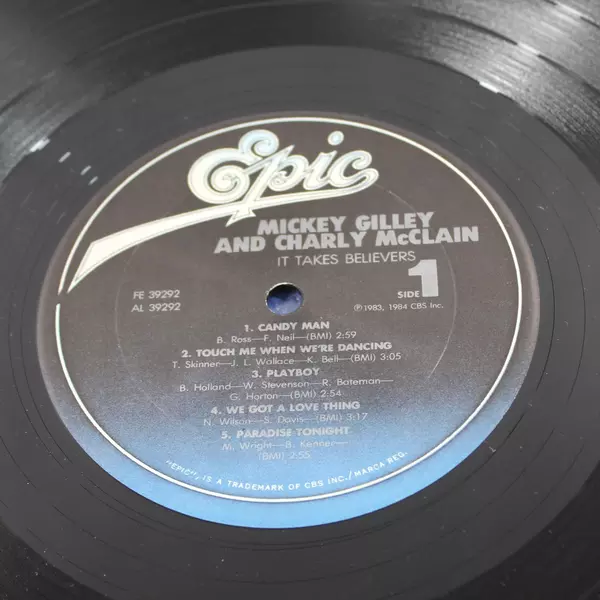 Epic
MICKEY GILLEY
AND CHARLY McCLAIN
IT TAKES BELIEVERS
FE 39292
AL 39292
SIDE 1
℗1983, 1984 CBS Inc.
1. CANDY MAN
B. Ross—F. Neil—(BMI) 2:59
2. TOUCH ME WHEN WE'RE DANCING
T. Skinner—J. L. Wallace—K. Bell—(BMI) 3:05
3. PLAYBOY
B. Holland—W. Stevenson—R. Bateman—
G. Horton—(BMI) 2:54
4. WE GOT A LOVE THING
N. Wilson—S. Davis—(BMI) 3:17
5. PARADISE TONIGHT
M. Wright—B. Kenner—
(BMI) 2:55
"EPIC", IS A TRADEMARK OF CBS INC./ MARCA REG.